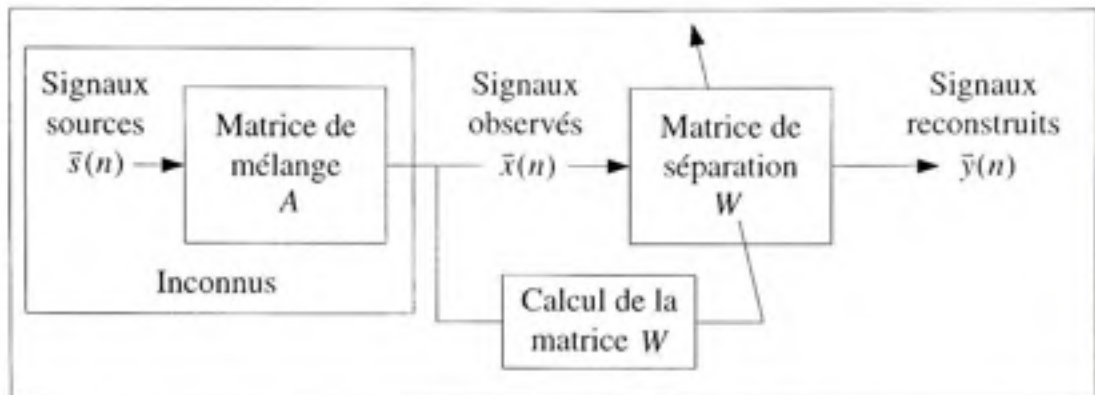 Signaux
sources
s̄(n)
Matrice de
mélange
A
Inconnus
Signaux
observés
x̄(n)
Matrice de
séparation
W
Calcul de la
matrice W
Signaux
reconstruits
ȳ(n)